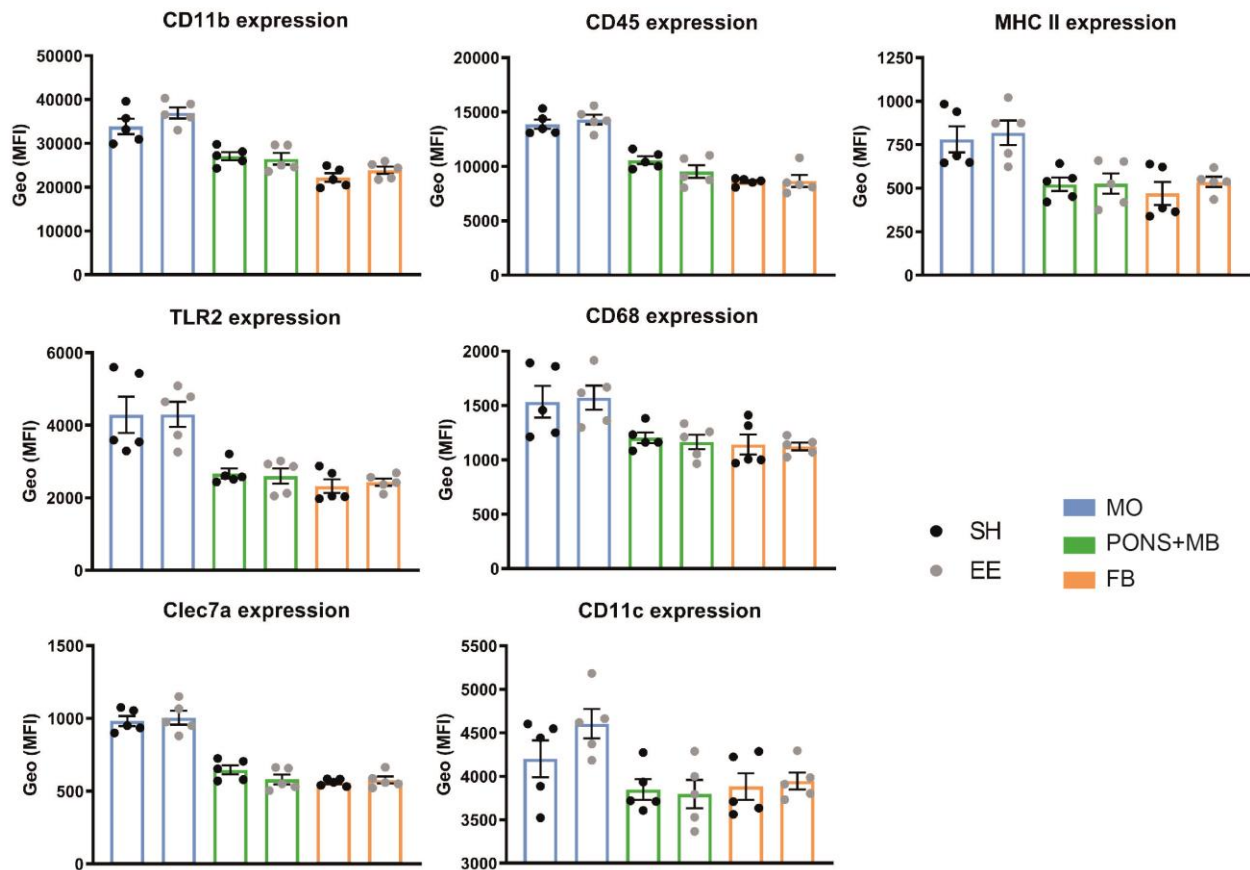 CD11b expression
Geo (MFI)
50000
40000
30000
20000
10000
0
CD45 expression
Geo (MFI)
20000
15000
10000
5000
0
MHC II expression
Geo (MFI)
1250
1000
750
500
250
0
TLR2 expression
Geo (MFI)
6000
4000
2000
0
CD68 expression
Geo (MFI)
2000
1500
1000
500
0
SH
EE
MO
PONS+MB
FB
Clec7a expression
Geo (MFI)
1500
1000
500
0
CD11c expression
Geo (MFI)
5500
5000
4500
4000
3500
3000